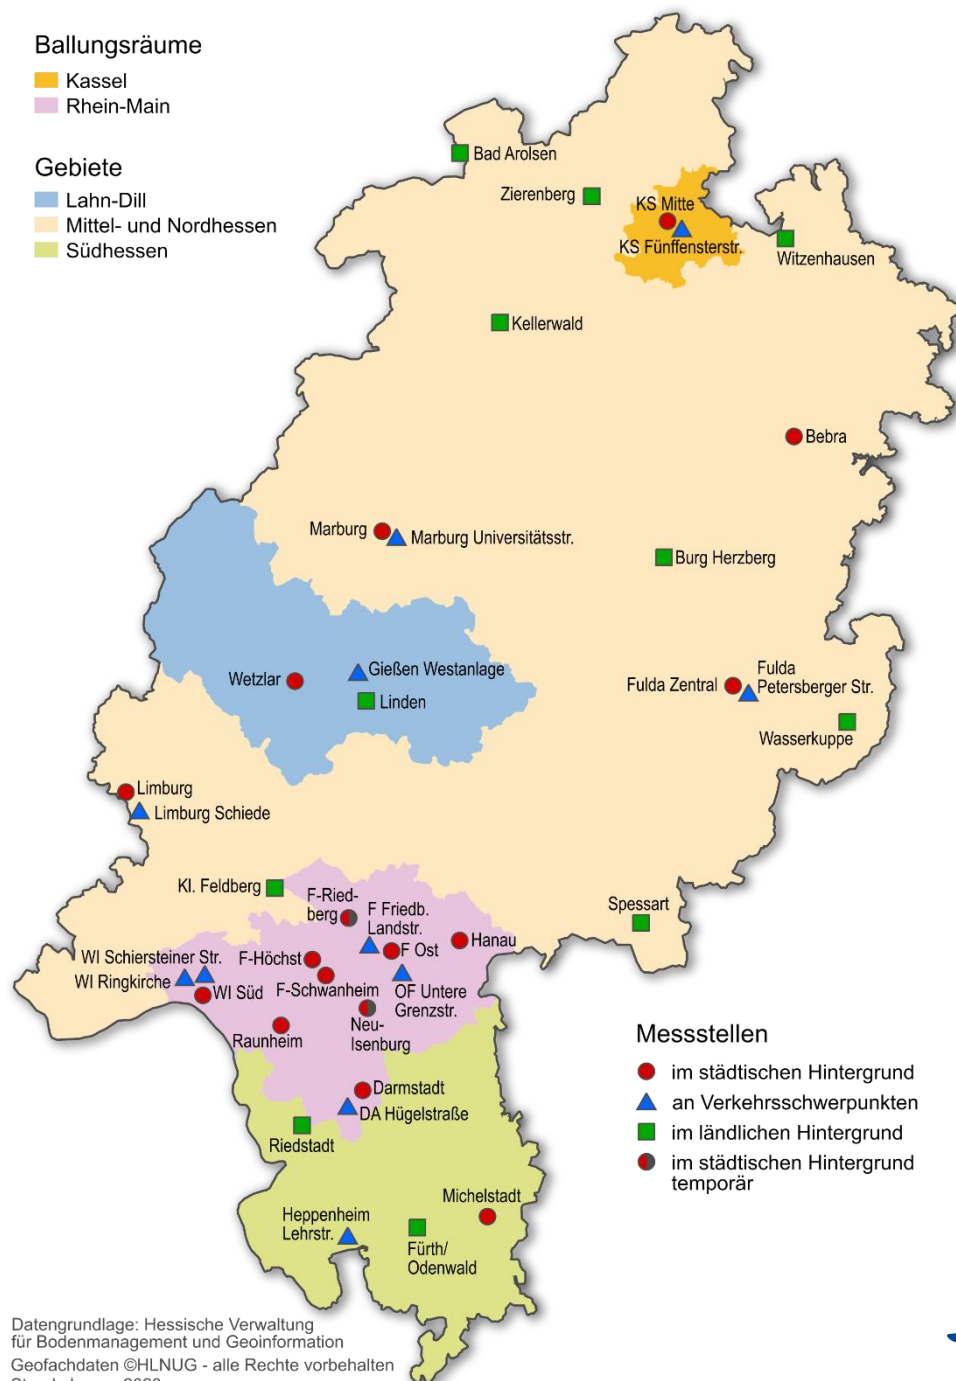 Ballungsräume
Kassel
Rhein-Main
Gebiete
Lahn-Dill
Mittel- und Nordhessen
Südhessen
Bad Arolsen
Zierenberg
KS Mitte
KS Fünffensterstr.
Witzenhausen
Kellerwald
Bebra
Marburg
Marburg Universitätsstr.
Burg Herzberg
Wetzlar
Gießen Westanlage
Linden
Fulda Zentral
Fulda
Petersberger Str.
Wasserkuppe
Limburg
Limburg Schiede
Kl. Feldberg
F-Ried-
berg
F Friedb.
Landstr.
Spessart
Hanau
F Ost
F-Höchst
WI Schiersteiner Str.
WI Ringkirche
WI Süd
F-Schwanheim
OF Untere
Grenzstr.
Neu-
Isenburg
Raunheim
Darmstadt
DA Hügelstraße
Riedstadt
Michelstadt
Heppenheim
Lehrstr.
Fürth/
Odenwald
Messstellen
im städtischen Hintergrund
an Verkehrsschwerpunkten
im ländlichen Hintergrund
im städtischen Hintergrund
temporär
Datengrundlage: Hessische Verwaltung
für Bodenmanagement und Geoinformation
Geofachdaten ©HLNUG - alle Rechte vorbehalten